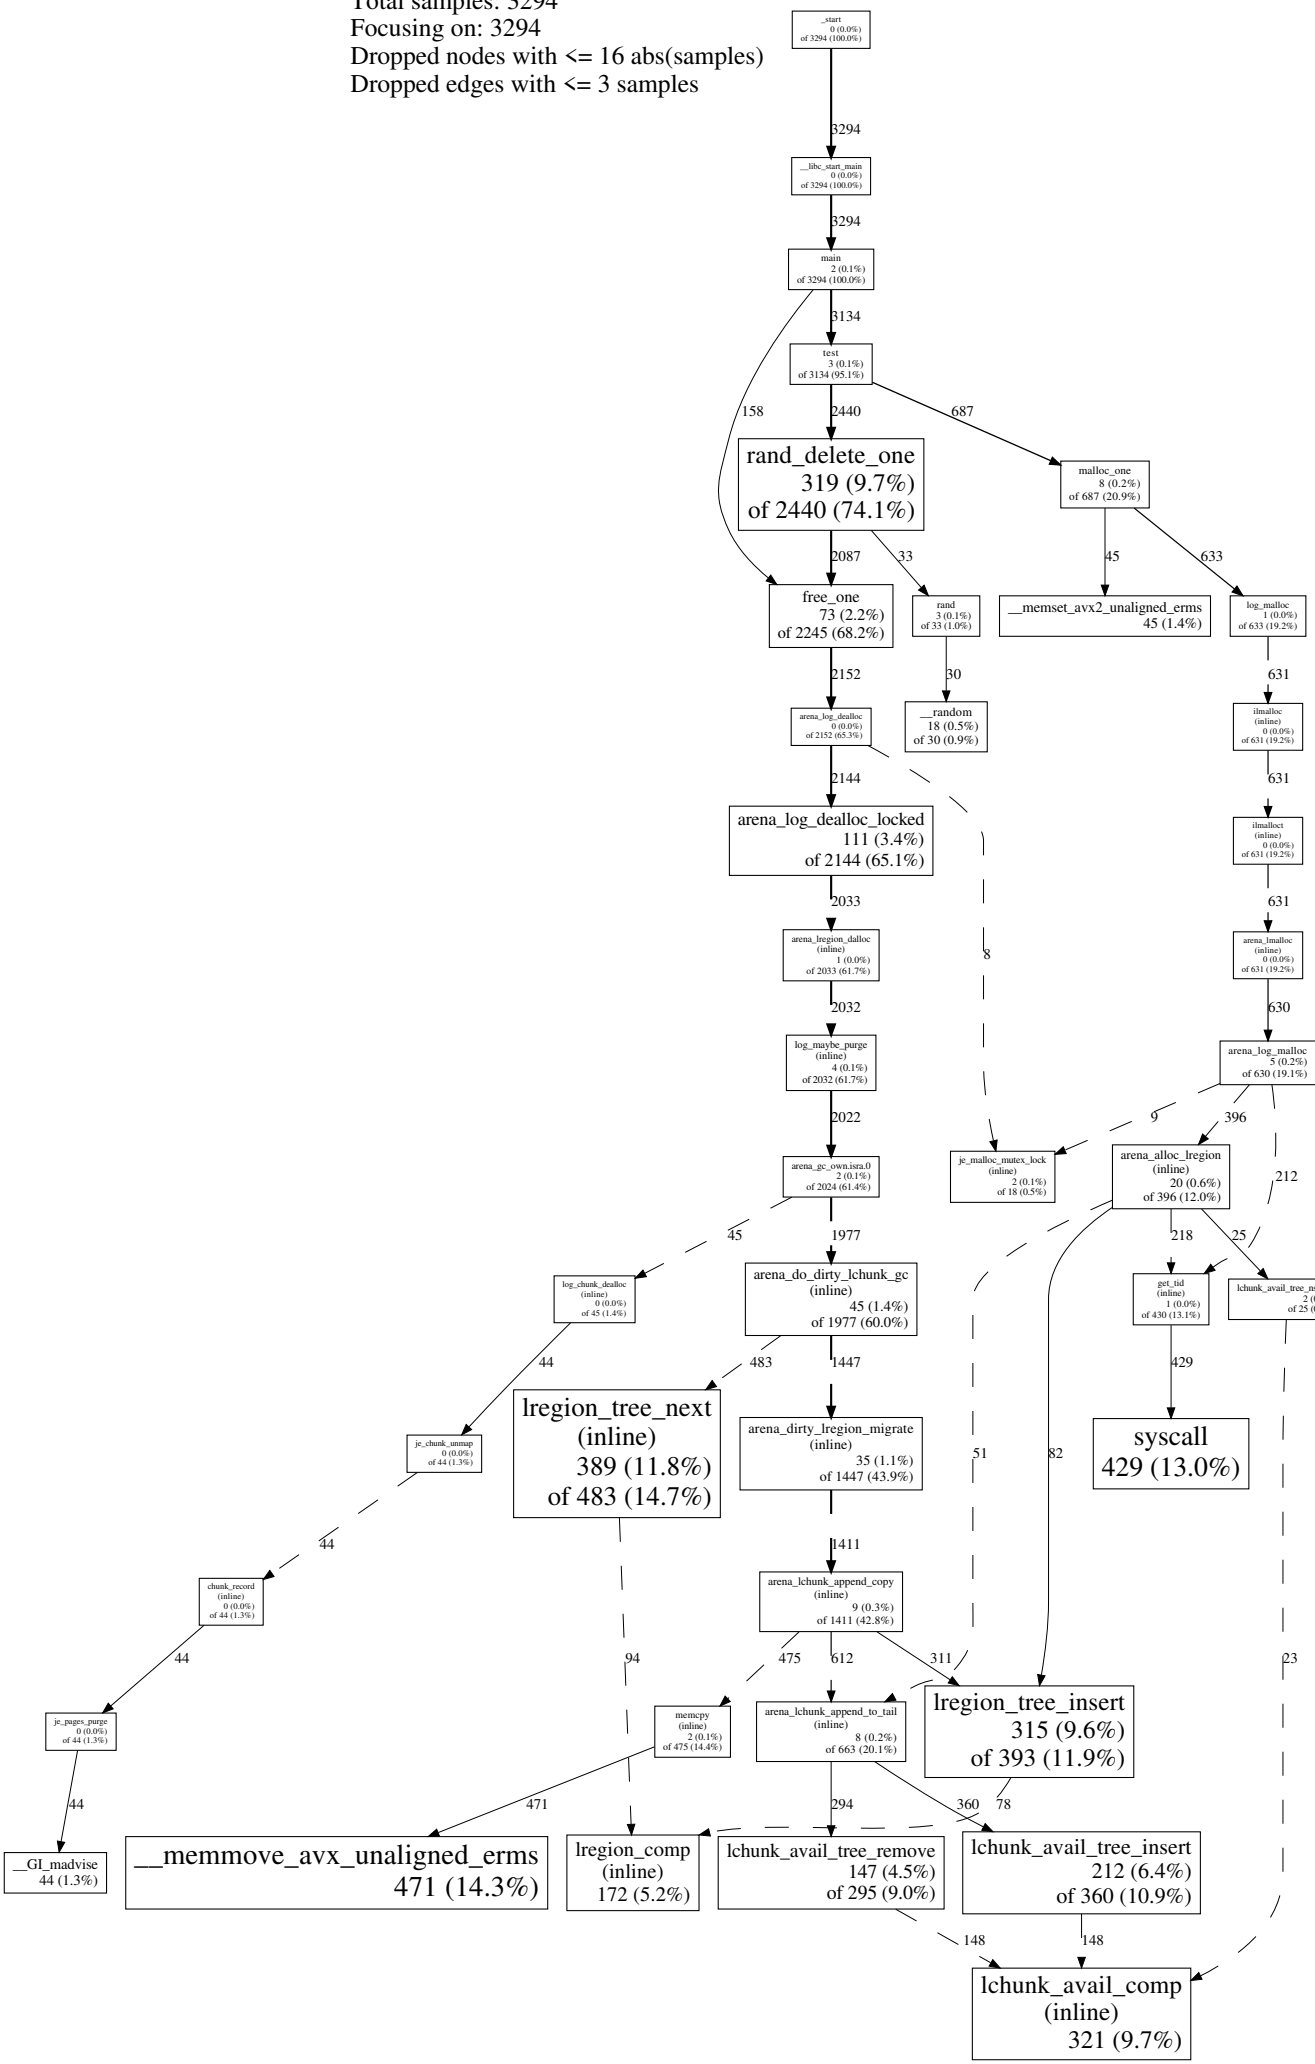 Total samples: 3294
Focusing on: 3294
Dropped nodes with <= 16 abs(samples)
Dropped edges with <= 3 samples
_start
0 (0.0%)
of 3294 (100.0%)
3294
__libc_start_main
0 (0.0%)
of 3294 (100.0%)
3294
main
2 (0.1%)
of 3294 (100.0%)
3134
test
3 (0.1%)
of 3134 (95.1%)
158
2440
687
rand_delete_one
319 (9.7%)
of 2440 (74.1%)
malloc_one
8 (0.2%)
of 687 (20.9%)
2087
33
45
633
free_one
73 (2.2%)
of 2245 (68.2%)
rand
3 (0.1%)
of 33 (1.0%)
__memset_avx2_unaligned_erms
45 (1.4%)
log_malloc
1 (0.0%)
of 633 (19.2%)
2152
30
631
arena_log_dealloc
0 (0.0%)
of 2152 (65.3%)
__random
18 (0.5%)
of 30 (0.9%)
ilmalloc
(inline)
0 (0.0%)
of 631 (19.2%)
2144
631
arena_log_dealloc_locked
111 (3.4%)
of 2144 (65.1%)
ilmalloct
(inline)
0 (0.0%)
of 631 (19.2%)
2033
631
arena_lregion_dalloc
(inline)
1 (0.0%)
of 2033 (61.7%)
8
arena_lmalloc
(inline)
0 (0.0%)
of 631 (19.2%)
2032
630
log_maybe_purge
(inline)
4 (0.1%)
of 2032 (61.7%)
arena_log_malloc
5 (0.2%)
of 630 (19.1%)
2022
9
396
212
arena_gc_own.isra.0
2 (0.1%)
of 2024 (61.4%)
je_malloc_mutex_lock
(inline)
2 (0.1%)
of 18 (0.5%)
arena_alloc_lregion
(inline)
20 (0.6%)
of 396 (12.0%)
45
1977
218
25
log_chunk_dealloc
(inline)
0 (0.0%)
of 45 (1.4%)
arena_do_dirty_lchunk_gc
(inline)
45 (1.4%)
of 1977 (60.0%)
get_tid
(inline)
1 (0.0%)
of 430 (13.1%)
lchunk_avail_tree_ns
2 (
of 25 (
44
483
1447
429
lregion_tree_next
(inline)
389 (11.8%)
of 483 (14.7%)
arena_dirty_lregion_migrate
(inline)
35 (1.1%)
of 1447 (43.9%)
syscall
429 (13.0%)
je_chunk_unmap
0 (0.0%)
of 44 (1.3%)
51
82
44
1411
chunk_record
(inline)
0 (0.0%)
of 44 (1.3%)
arena_lchunk_append_copy
(inline)
9 (0.3%)
of 1411 (42.8%)
44
94
475
612
311
23
je_pages_purge
0 (0.0%)
of 44 (1.3%)
memcpy
(inline)
2 (0.1%)
of 475 (14.4%)
arena_lchunk_append_to_tail
(inline)
8 (0.2%)
of 663 (20.1%)
lregion_tree_insert
315 (9.6%)
of 393 (11.9%)
44
471
294
360
78
__GI_madvise
44 (1.3%)
__memmove_avx_unaligned_erms
471 (14.3%)
lregion_comp
(inline)
172 (5.2%)
lchunk_avail_tree_remove
147 (4.5%)
of 295 (9.0%)
lchunk_avail_tree_insert
212 (6.4%)
of 360 (10.9%)
148
148
lchunk_avail_comp
(inline)
321 (9.7%)